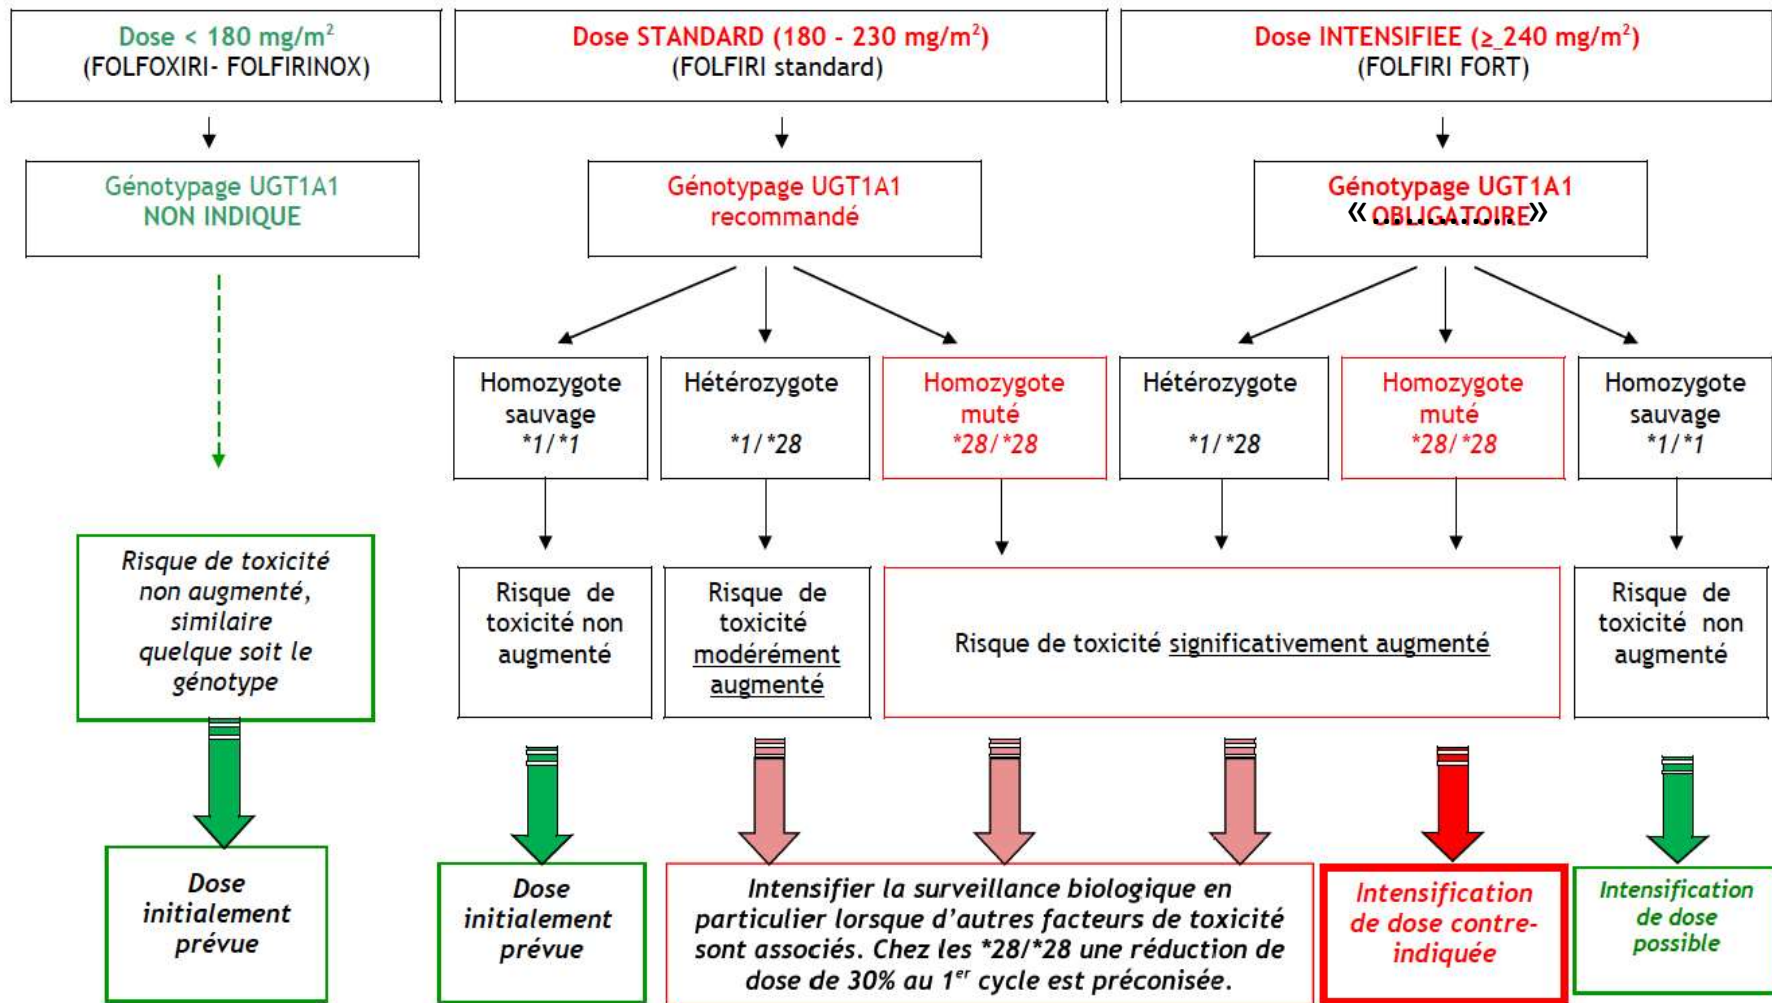 Dose < 180 mg/m²
(FOLFOXIRI- FOLFIRINOX)
Dose STANDARD (180 - 230 mg/m²)
(FOLFIRI standard)
Dose INTENSIFIEE (≥ 240 mg/m²)
(FOLFIRI FORT)
Génotypage UGT1A1
NON INDIQUE
Génotypage UGT1A1
recommandé
Génotypage UGT1A1
« OBLIGATOIRE »
Homozygote
sauvage
*1/*1
Hétérozygote
*1/*28
Homozygote
muté
*28/*28
Hétérozygote
*1/*28
Homozygote
muté
*28/*28
Homozygote
sauvage
*1/*1
Risque de toxicité
non augmenté,
similaire
quelque soit le
génotype
Risque de
toxicité non
augmenté
Risque de
toxicité
modérément
augmenté
Risque de toxicité significativement augmenté
Risque de
toxicité non
augmenté
Dose
initialement
prévue
Dose
initialement
prévue
Intensifier la surveillance biologique en
particulier lorsque d'autres facteurs de toxicité
sont associés. Chez les *28/*28 une réduction de
dose de 30% au 1er cycle est préconisée.
Intensification
de dose contre-
indiquée
Intensification
de dose
possible